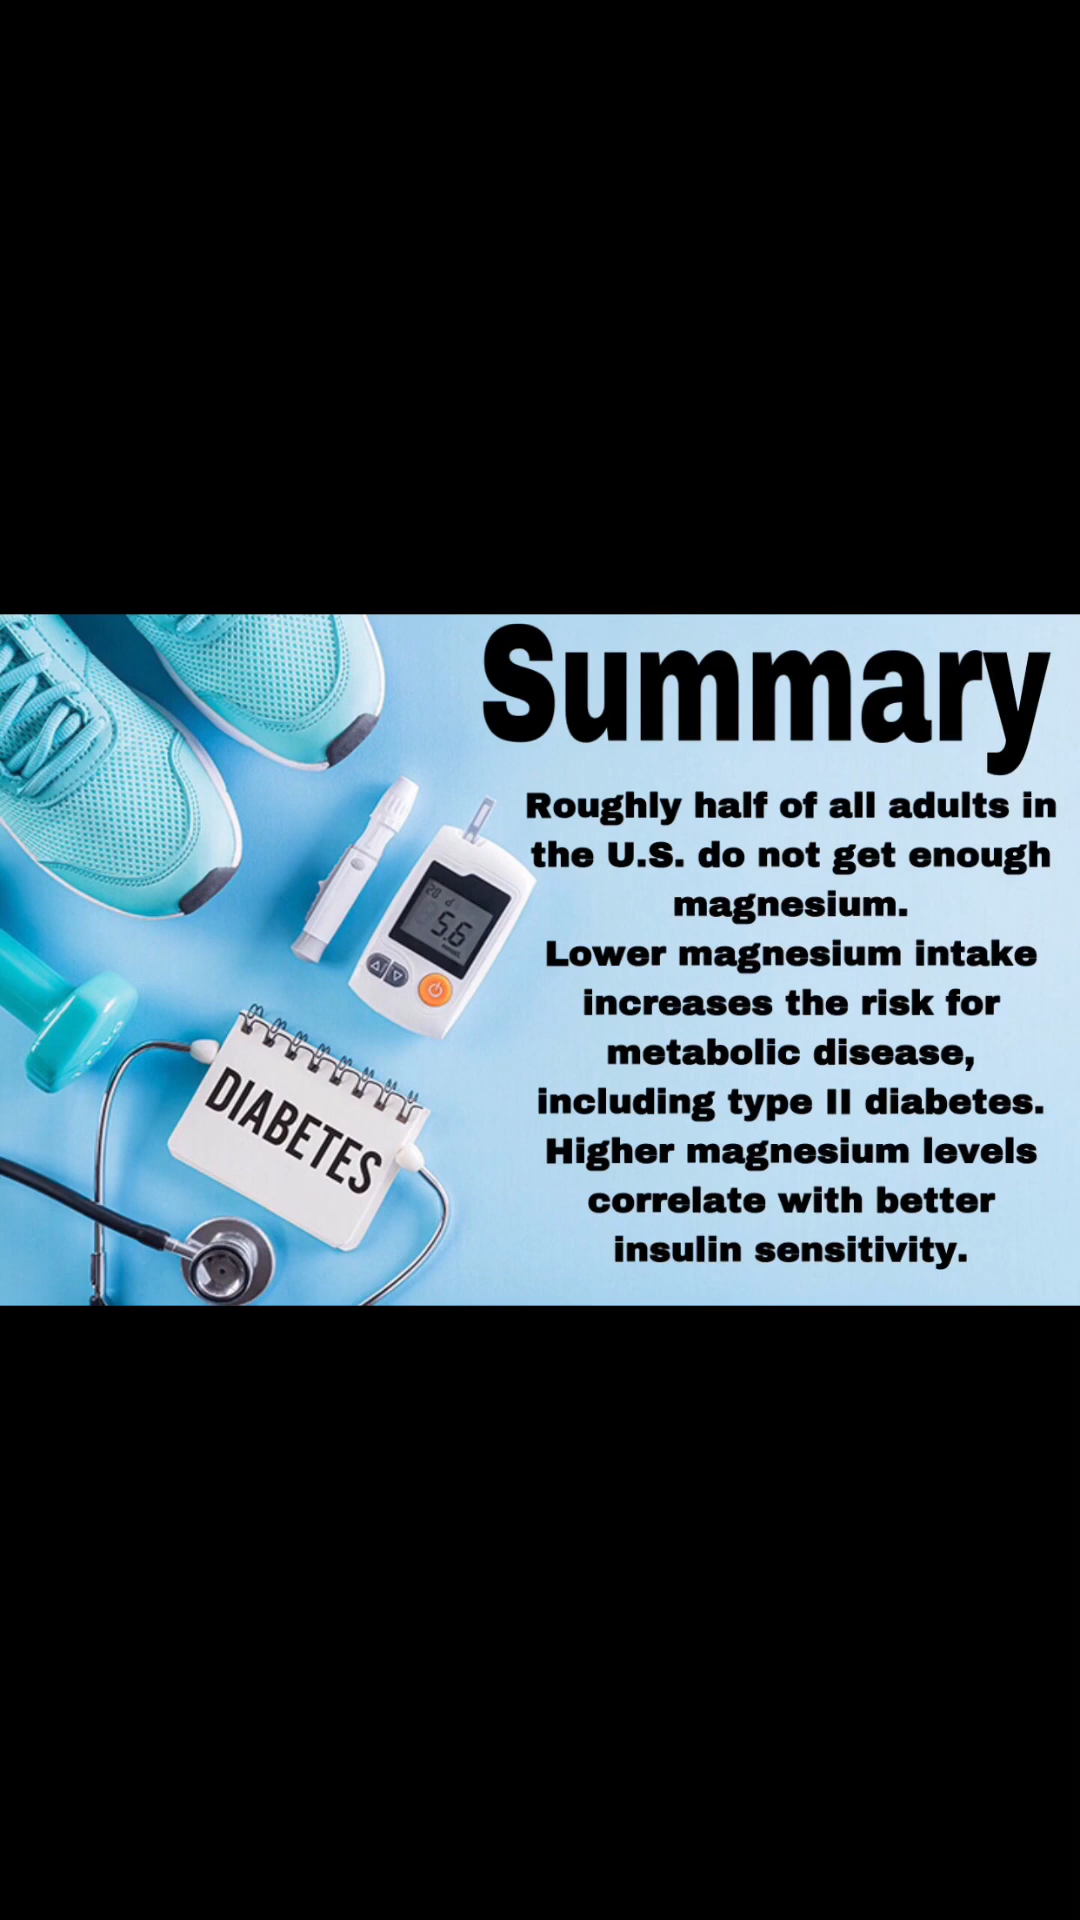 Summary
Roughly half of all adults in
the U.S. do not get enough
magnesium.
Lower magnesium intake
increases the risk for
metabolic disease,
including type II diabetes.
Higher magnesium levels
correlate with better
insulin sensitivity.
5.6
DIABETES